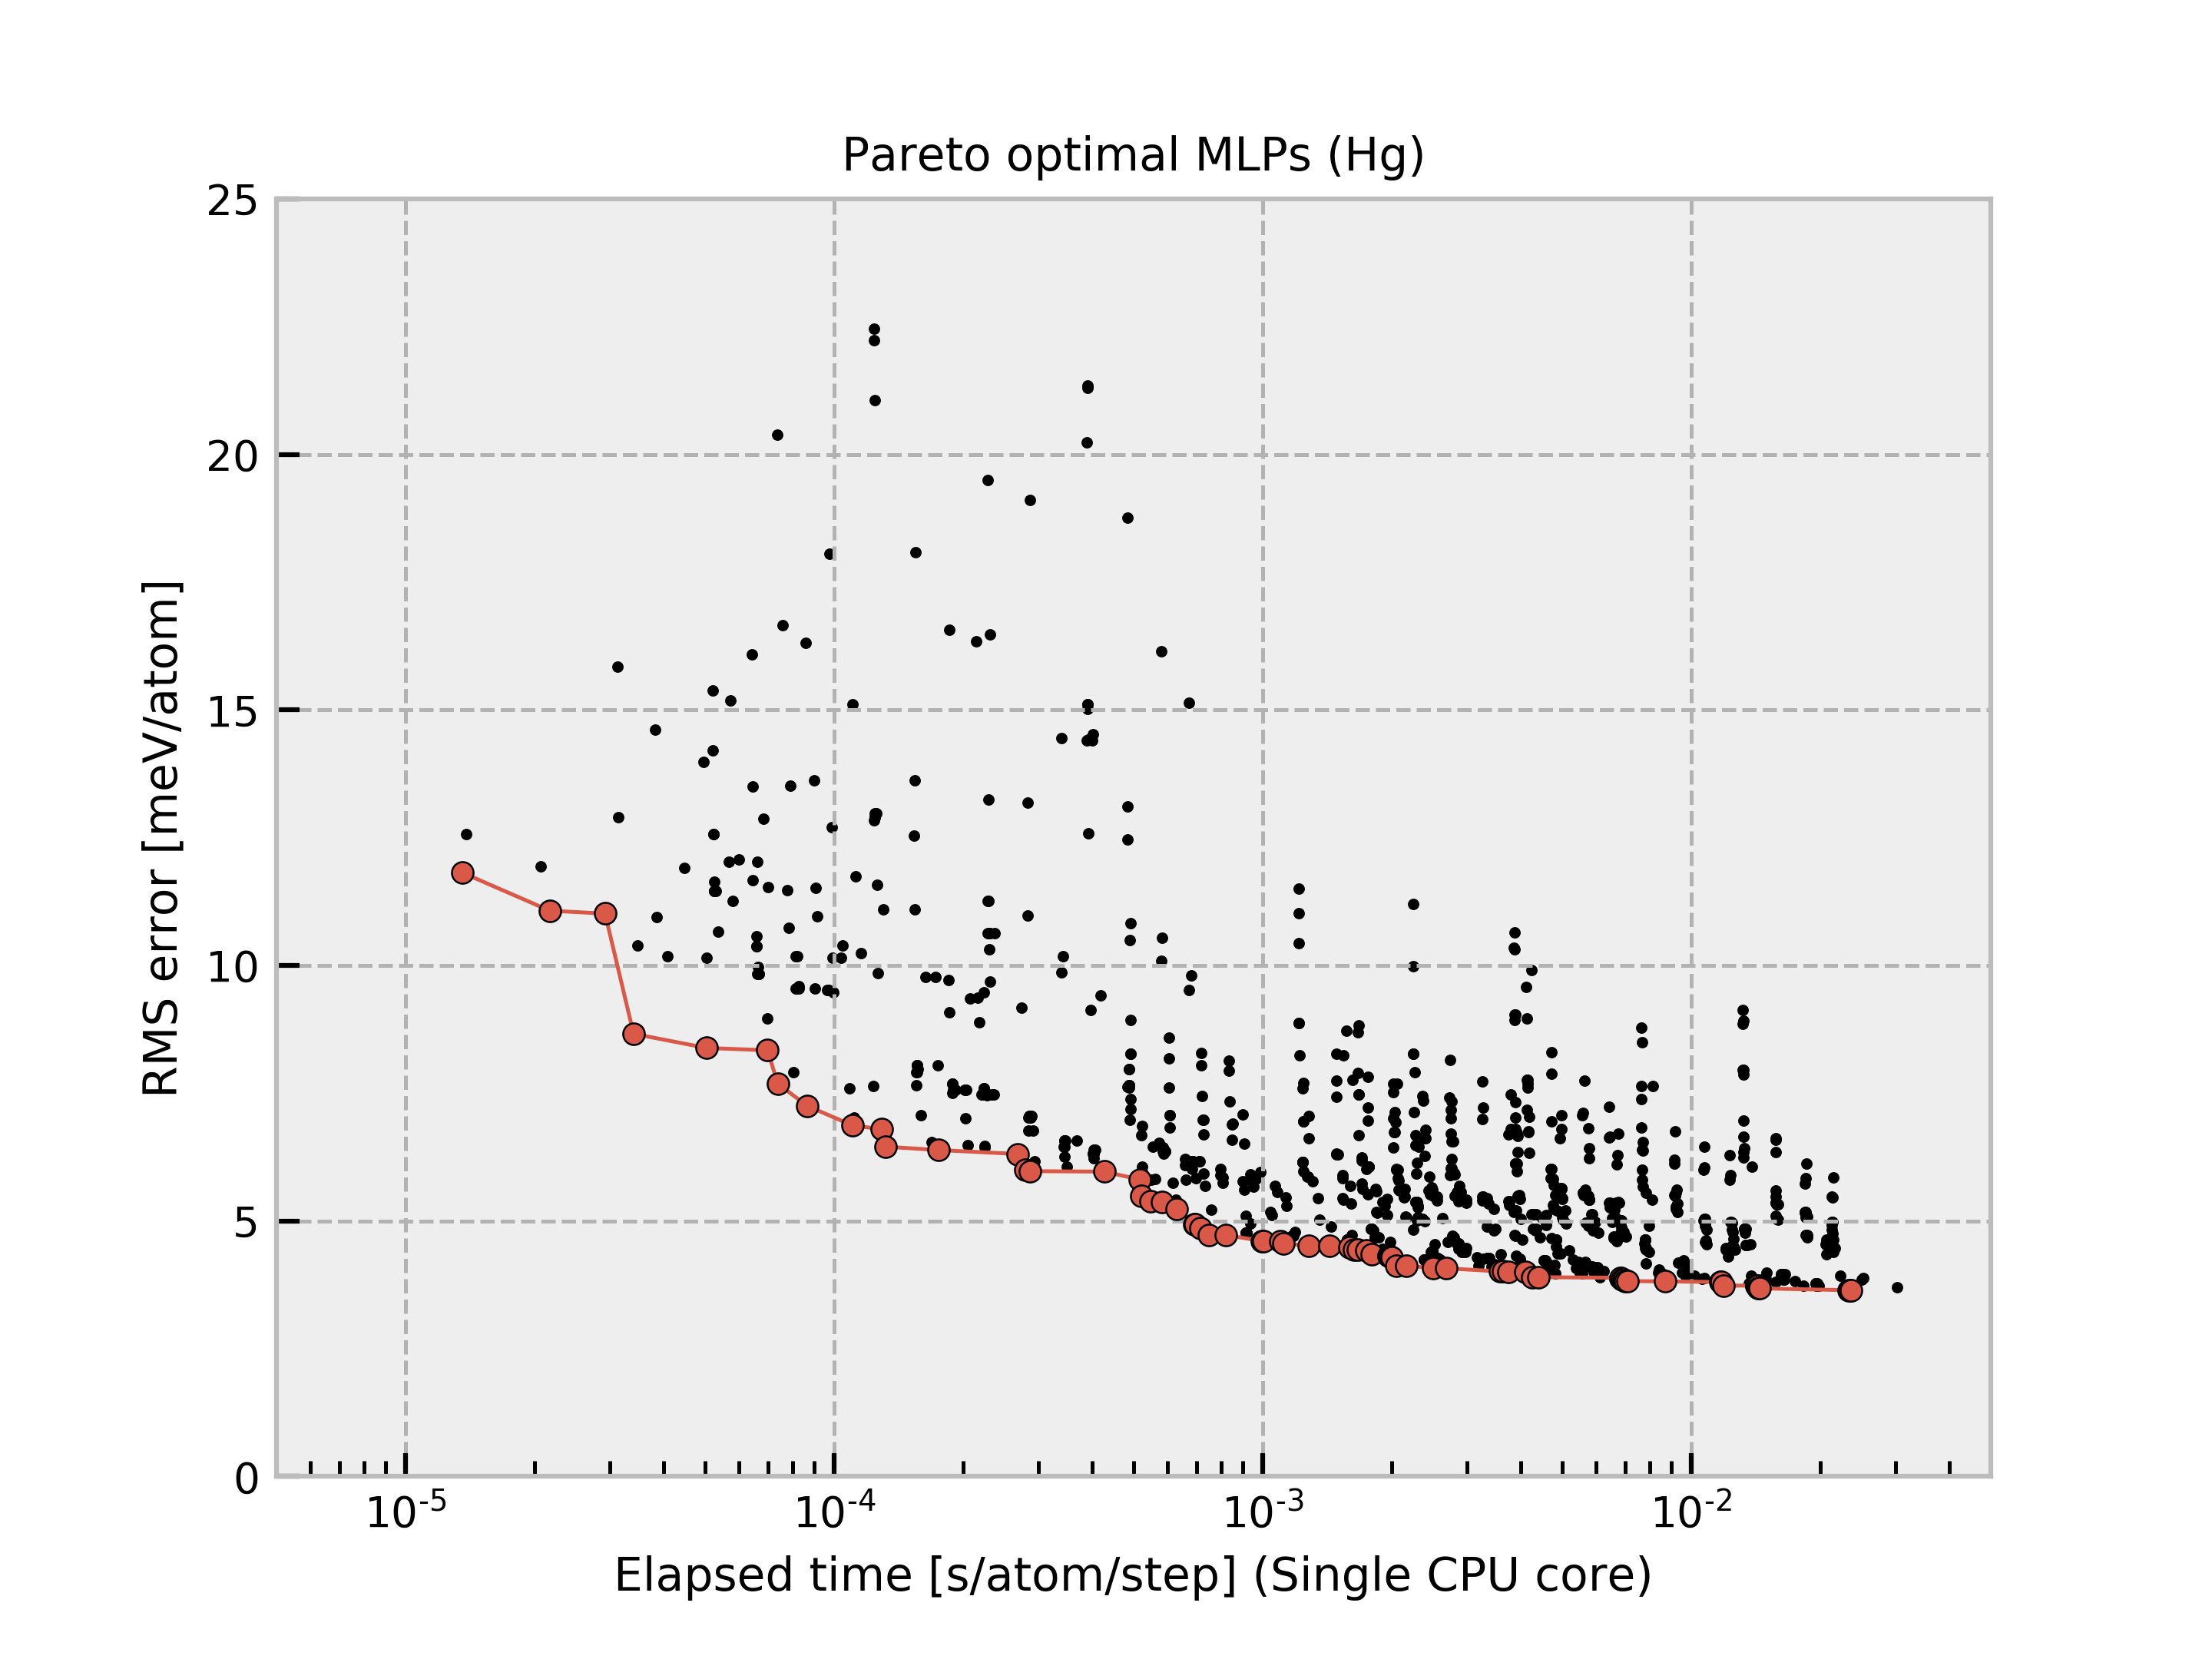 Pareto optimal MLPs (Hg)
25
20
15
10
5
0
RMS error [meV/atom]
10-5 10-4 10-3 10-2
Elapsed time [s/atom/step] (Single CPU core)